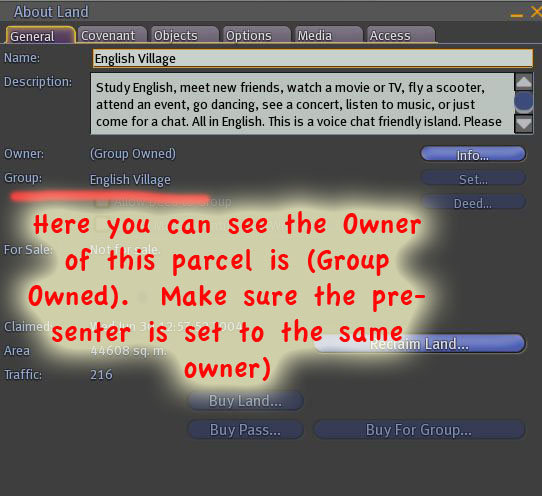 About Land
General Covenant Objects Options Media Access
Name: English Village
Description: Study English, meet new friends, watch a movie or TV, fly a scooter,
attend an event, go dancing, see a concert, listen to music, or just
come for a chat. All in English. This is a voice chat friendly island. Please
Owner: (Group Owned) Info...
Group: English Village Set...
Deed...
Here you can see the Owner
of this parcel is (Group
Owned). Make sure the pre-
senter is set to the same
owner)
For Sale: Not for sale.
Claimed:
Area 44608 sq. m. Reclaim Land...
Traffic: 216
Buy Land...
Buy Pass... Buy For Group...